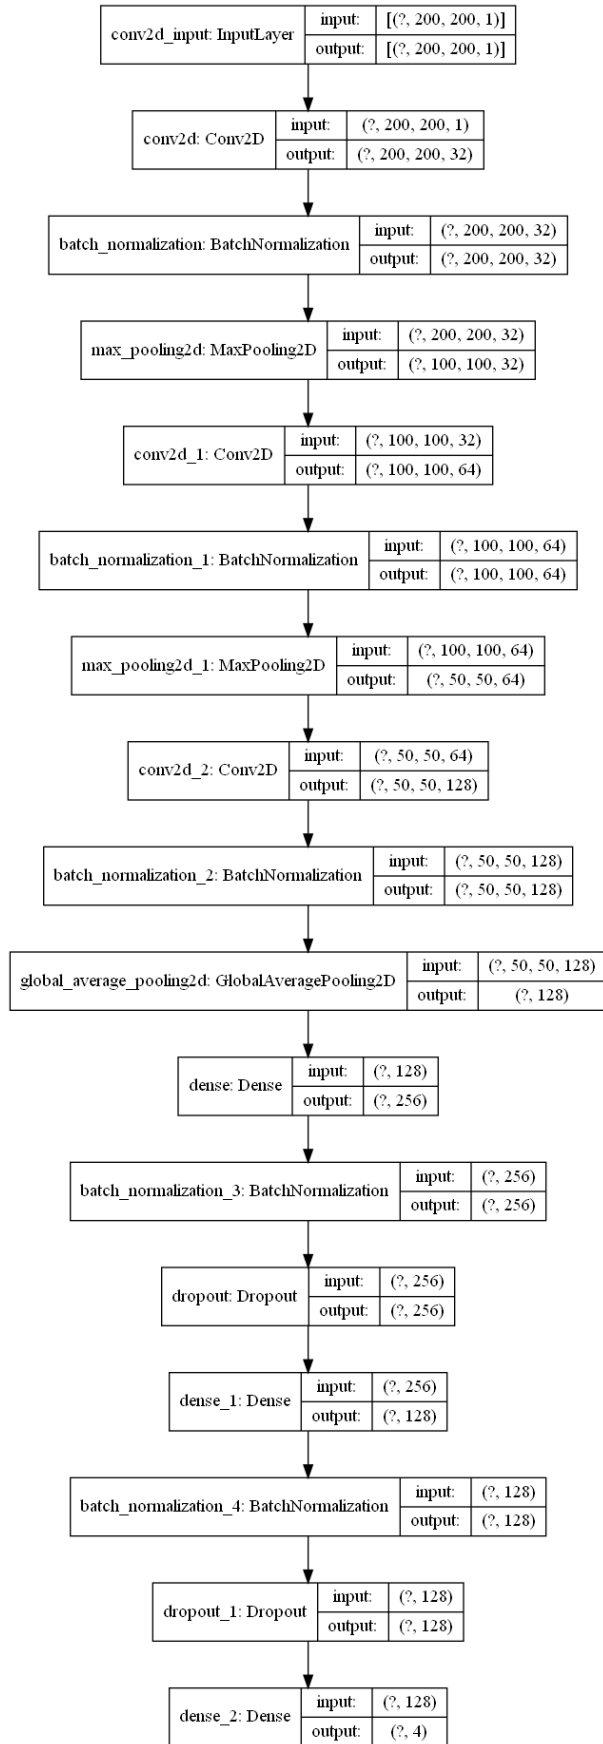 conv2d_input: InputLayer
input: [(?, 200, 200, 1)]
output: [(?, 200, 200, 1)]
conv2d: Conv2D
input: (?, 200, 200, 1)
output: (?, 200, 200, 32)
batch_normalization: BatchNormalization
input: (?, 200, 200, 32)
output: (?, 200, 200, 32)
max_pooling2d: MaxPooling2D
input: (?, 200, 200, 32)
output: (?, 100, 100, 32)
conv2d_1: Conv2D
input: (?, 100, 100, 32)
output: (?, 100, 100, 64)
batch_normalization_1: BatchNormalization
input: (?, 100, 100, 64)
output: (?, 100, 100, 64)
max_pooling2d_1: MaxPooling2D
input: (?, 100, 100, 64)
output: (?, 50, 50, 64)
conv2d_2: Conv2D
input: (?, 50, 50, 64)
output: (?, 50, 50, 128)
batch_normalization_2: BatchNormalization
input: (?, 50, 50, 128)
output: (?, 50, 50, 128)
global_average_pooling2d: GlobalAveragePooling2D
input: (?, 50, 50, 128)
output: (?, 128)
dense: Dense
input: (?, 128)
output: (?, 256)
batch_normalization_3: BatchNormalization
input: (?, 256)
output: (?, 256)
dropout: Dropout
input: (?, 256)
output: (?, 256)
dense_1: Dense
input: (?, 256)
output: (?, 128)
batch_normalization_4: BatchNormalization
input: (?, 128)
output: (?, 128)
dropout_1: Dropout
input: (?, 128)
output: (?, 128)
dense_2: Dense
input: (?, 128)
output: (?, 4)